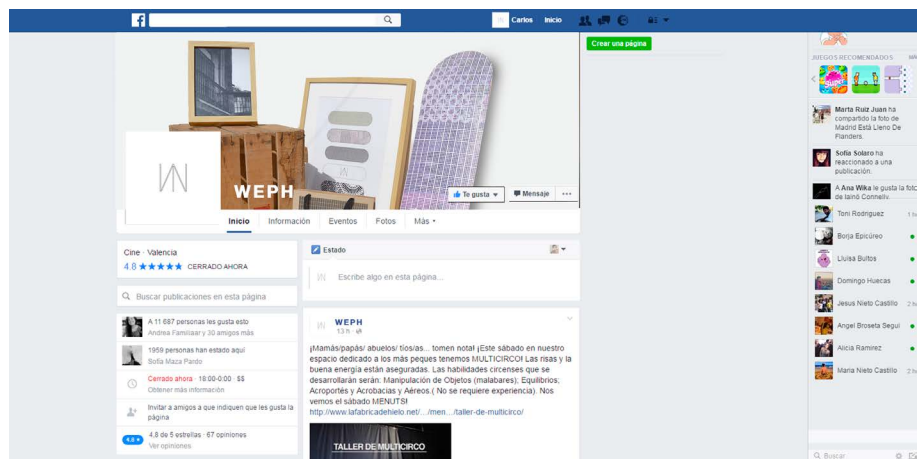 Carlos Inicio
Crear una página
WEPH
Te gusta
Mensaje
Inicio Información Eventos Fotos Más
Cine · Valencia
4.8 ★★★★★ CERRADO AHORA
Buscar publicaciones en esta página
A 11 687 personas les gusta esto
Andrea Familiaar y 30 amigos más
1959 personas han estado aquí
Sofía Maza Pardo
Cerrado ahora · 18:00-0:00 · $$
Obtener más información
Invitar a amigos a que indiquen que les gusta la
página
4,8 de 5 estrellas · 67 opiniones
Ver opiniones
Estado
Escribe algo en esta página...
WEPH
13 h ·
¡Mamás/papás/ abuelos/ tíos/as... tomen nota! ¡Este sábado en nuestro
espacio dedicado a los más peques tenemos MULTICIRCO! Las risas y la
buena energía están aseguradas. Las habilidades circenses que se
desarrollarán serán: Manipulación de Objetos (malabares); Equilibrios;
Acroportés y Acrobacias y Aéreos.( No se requiere experiencia). Nos
vemos el sábado MENUTS!
http://www.lafabricadehielo.net/.../men.../taller-de-multicirco/
TALLER DE MULTICIRCO
JUEGOS RECOMENDADOS
Marta Ruiz Juan ha
compartido la foto de
Madrid Está Lleno De
Flanders.
Sofía Solaro ha
reaccionado a una
publicación.
A Ana Wika le gusta la foto
de Iainó Connelly.
Toni Rodriguez
Borja Epicúreo
Lluisa Bultos
Domingo Huecas
Jesus Nieto Castillo
Angel Broseta Segui
Alicia Ramirez
Maria Nieto Castillo
Buscar